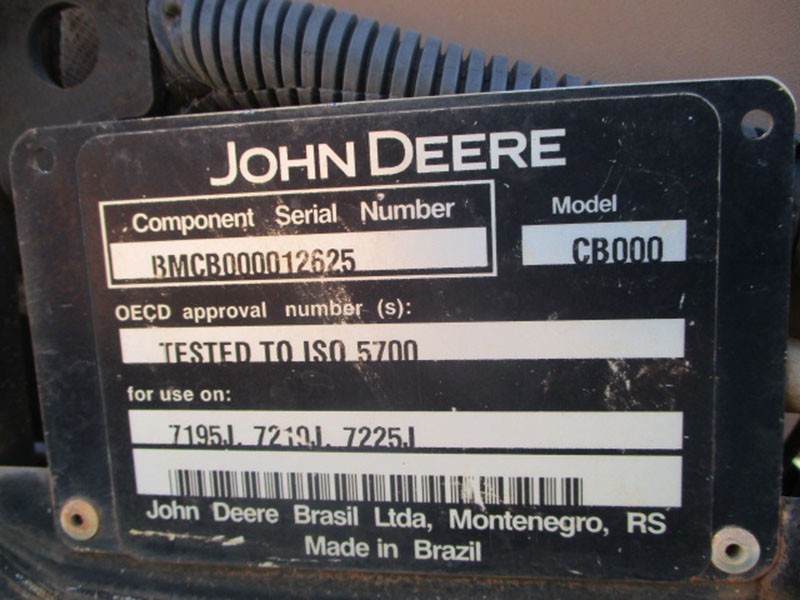 JOHN DEERE
Component Serial Number
Model
BMCB000012625
CB000
OECD approval number (s):
TESTED TO ISO 5700
for use on:
7195J, 7210J, 7225J
John Deere Brasil Ltda, Montenegro, RS
Made in Brazil